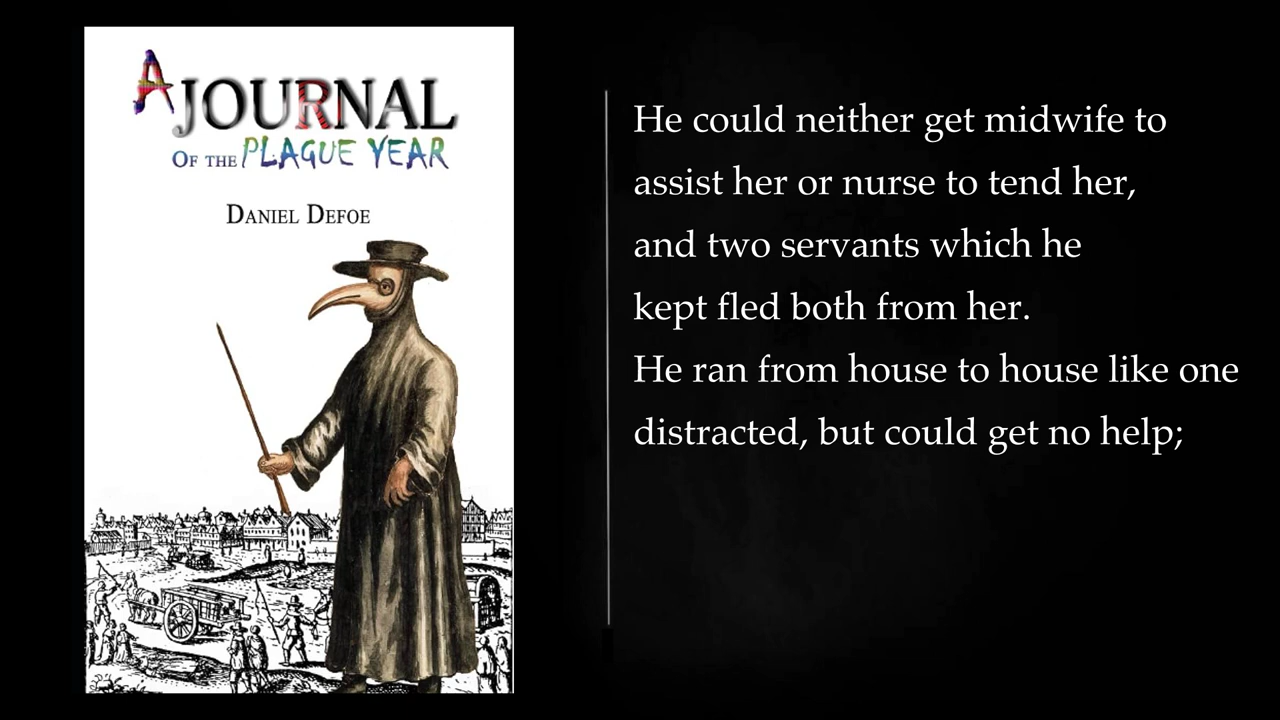 A JOURNAL
OF THE PLAGUE YEAR
DANIEL DEFOE
He could neither get midwife to
assist her or nurse to tend her,
and two servants which he
kept fled both from her.
He ran from house to house like one
distracted, but could get no help;